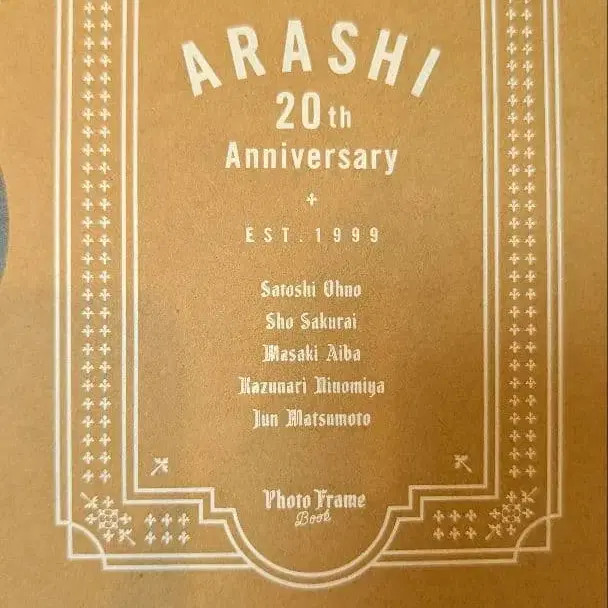 ARASHI
20th
Anniversary
EST. 1999
Satoshi Ohno
Sho Sakurai
Masaki Aiba
Kazunari Ninomiya
Jun Matsumoto
Photo Frame
Book